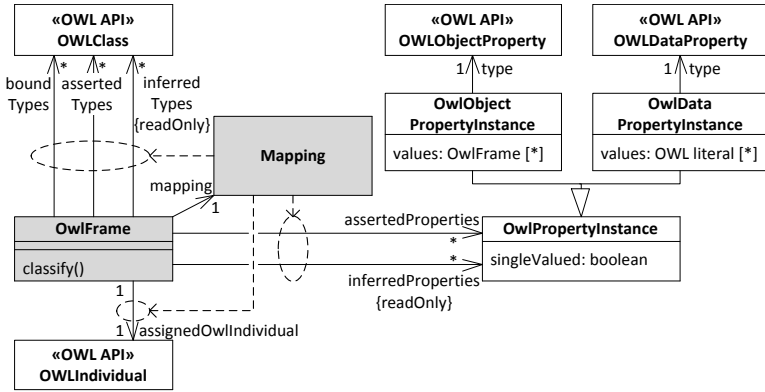 «OWL API»
OWLClass
«OWL API»
OWLObjectProperty
«OWL API»
OWLDataProperty
* * *
bound asserted inferred
Types Types Types
{readOnly}
1 type
1 type
OwlObject
PropertyInstance
values: OwlFrame [*]
OwlData
PropertyInstance
values: OWL literal [*]
Mapping
mapping
1
OwlFrame
classify()
assertedProperties
*
*
inferredProperties
{readOnly}
OwlPropertyInstance
singleValued: boolean
1
1 assignedOwlIndividual
«OWL API»
OWLIndividual